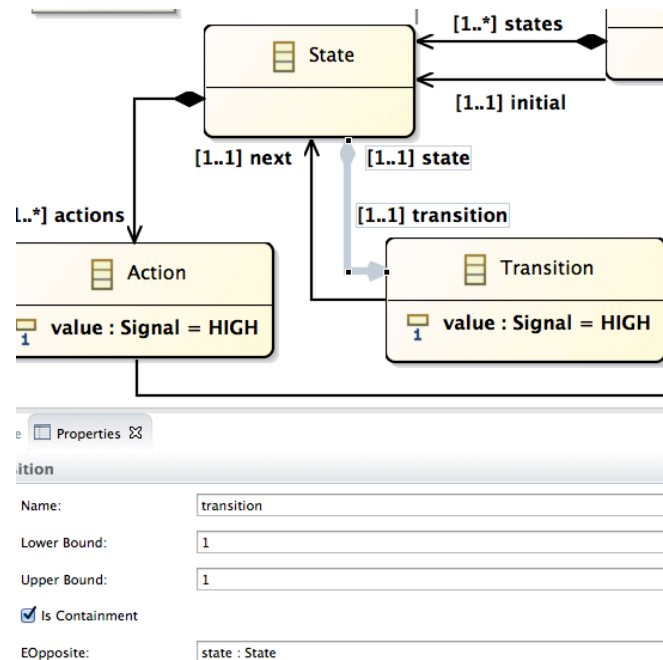 [1..*] states
State
[1..1] initial
[1..1] next
[1..1] state
..*] actions
[1..1] transition
Action
Transition
1 value : Signal = HIGH
1 value : Signal = HIGH
e Properties
ition
Name: transition
Lower Bound: 1
Upper Bound: 1
Is Containment
EOpposite: state : State